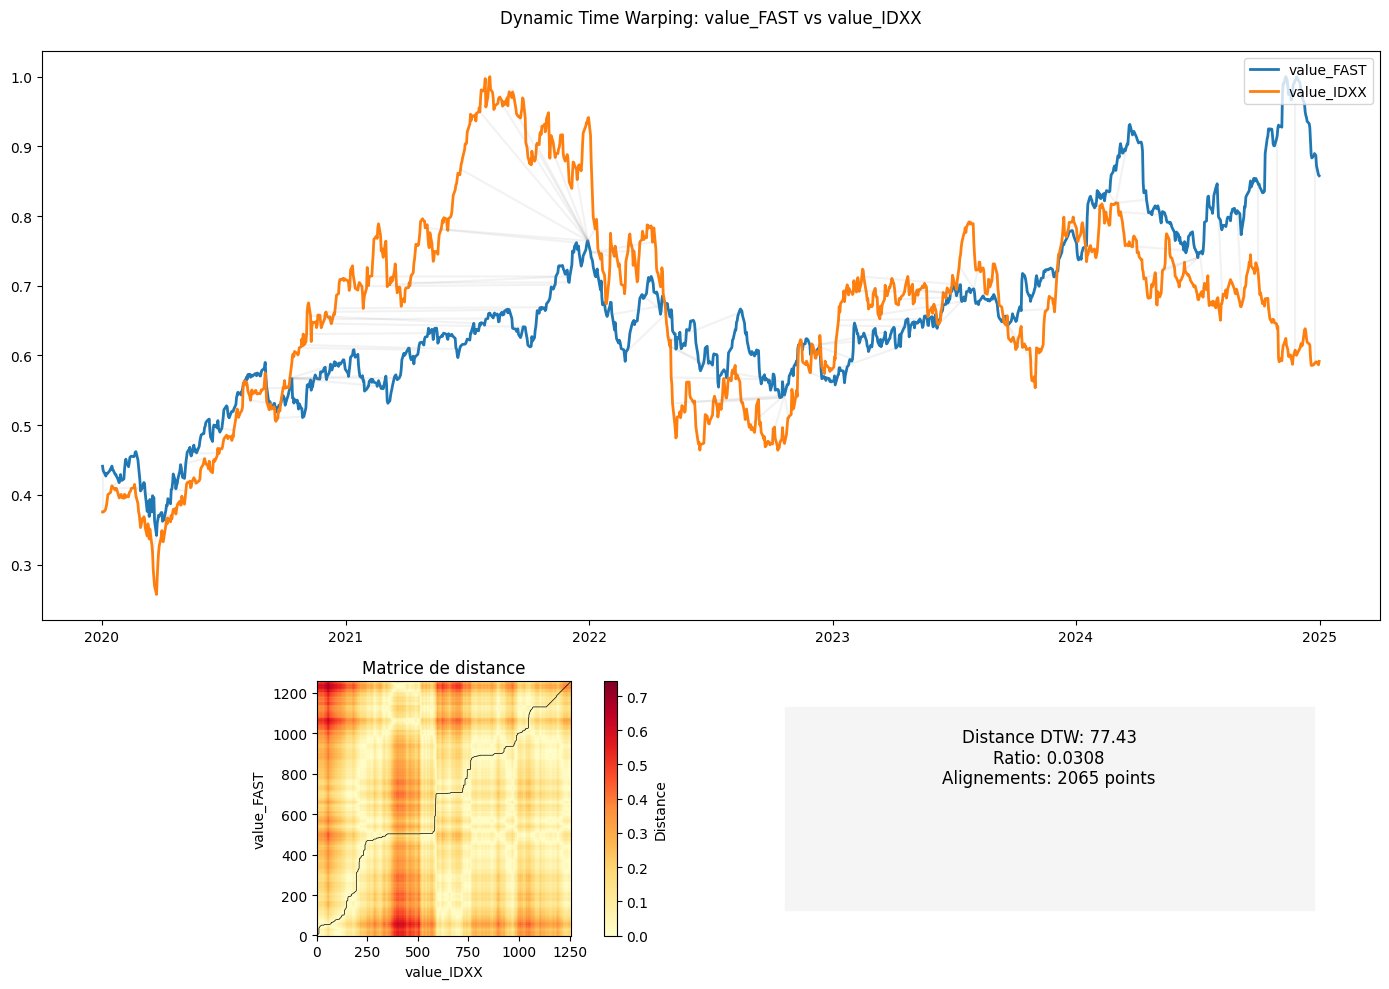 Dynamic Time Warping: value_FAST vs value_IDXX
value_FAST
value_IDXX
1.0
0.9
0.8
0.7
0.6
0.5
0.4
0.3
2020 2021 2022 2023 2024 2025
Matrice de distance
value_FAST
1200
1000
800
600
400
200
0
0 250 500 750 1000 1250
value_IDXX
0.7
0.6
0.5
0.4
0.3
0.2
0.1
0.0
Distance
Distance DTW: 77.43
Ratio: 0.0308
Alignements: 2065 points